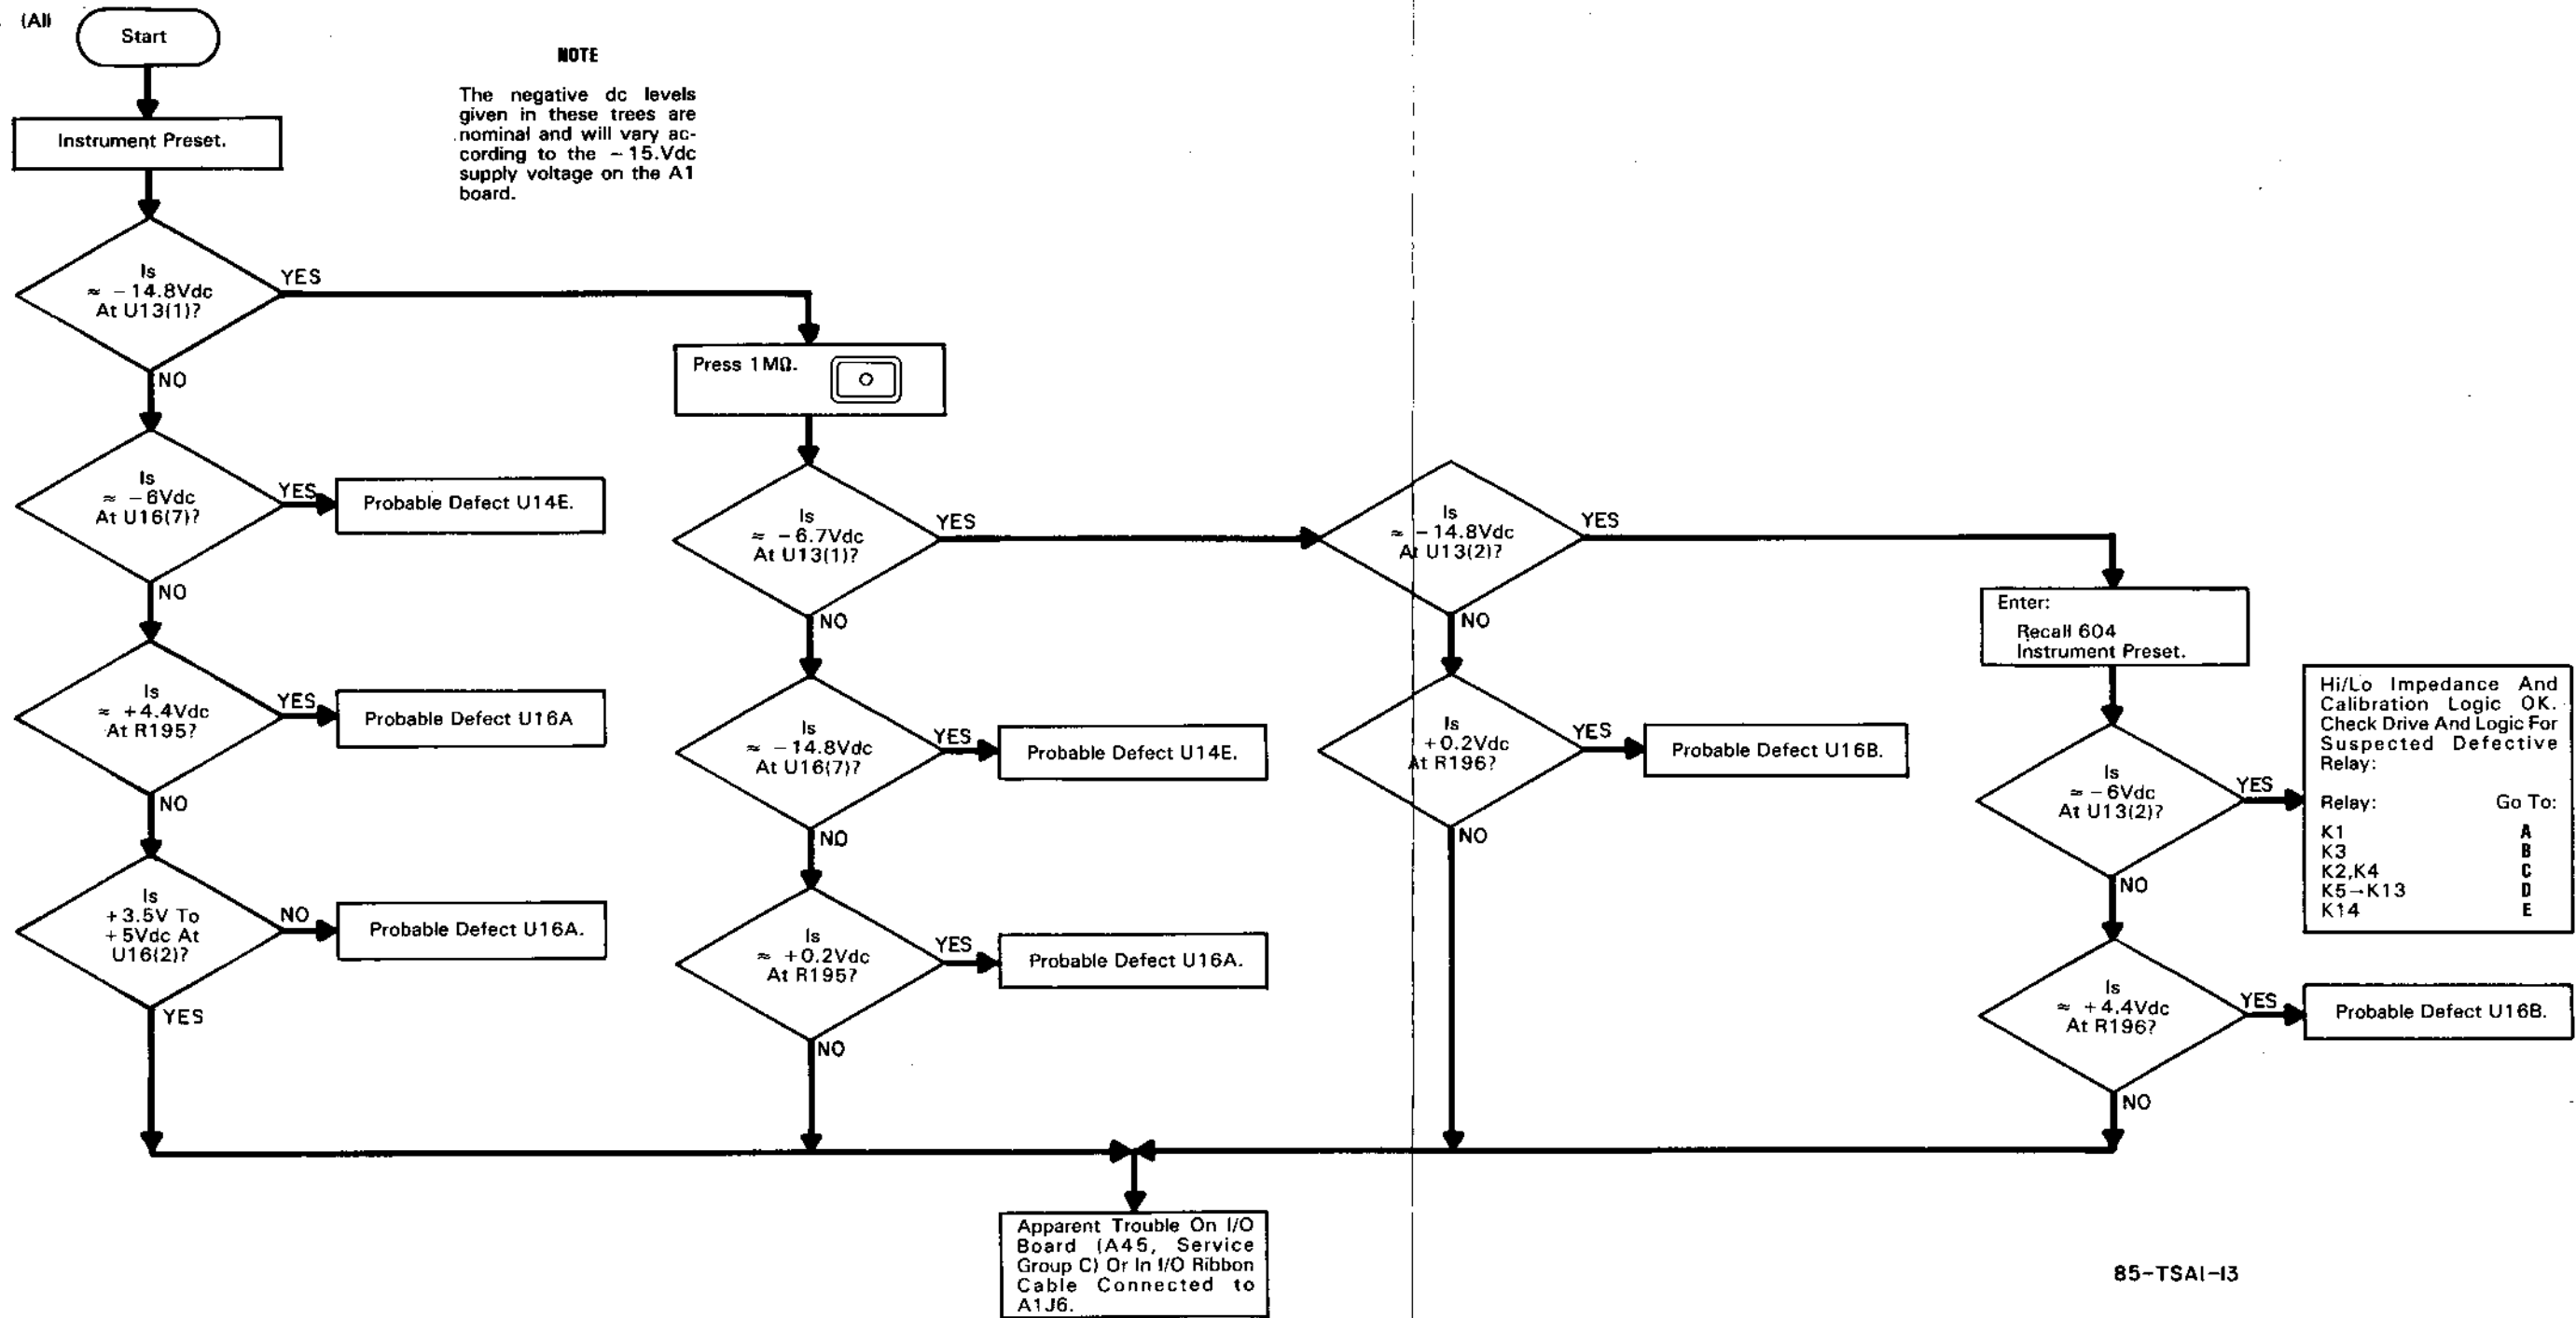 (All
Start
NOTE
The negative dc levels
given in these trees are
nominal and will vary ac-
cording to the −15.Vdc
supply voltage on the A1
board.
Instrument Preset.
Is
≈ −14.8Vdc
At U13(1)?
YES
NO
Is
≈ −6Vdc
At U16(7)?
YES
Probable Defect U14E.
NO
Is
≈ +4.4Vdc
At R195?
YES
Probable Defect U16A
NO
Is
+3.5V To
+5Vdc At
U16(2)?
NO
Probable Defect U16A.
YES
Press 1MΩ.
Is
≈ −6.7Vdc
At U13(1)?
YES
NO
Is
≈ −14.8Vdc
At U16(7)?
YES
Probable Defect U14E.
NO
Is
≈ +0.2Vdc
At R195?
YES
Probable Defect U16A.
NO
Is
≈ −14.8Vdc
At U13(2)?
YES
NO
Is
+0.2Vdc
At R196?
YES
Probable Defect U16B.
NO
Enter:
Recall 604
Instrument Preset.
Is
≈ −6Vdc
At U13(2)?
YES
Hi/Lo Impedance And
Calibration Logic OK.
Check Drive And Logic For
Suspected Defective
Relay:
Relay: Go To:
K1 A
K3 B
K2,K4 C
K5→K13 D
K14 E
NO
Is
≈ +4.4Vdc
At R196?
YES
Probable Defect U16B.
NO
Apparent Trouble On I/O
Board (A45, Service
Group C) Or In I/O Ribbon
Cable Connected to
A1J6.
85-TSA1-13